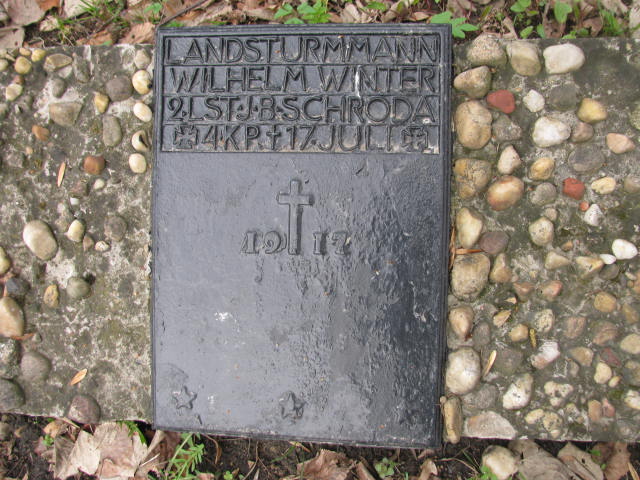 LANDSTURMMANN
WILHELM WINTER
2.LST.J.B.SCHRODA
4.KP.†17.JULI
1917